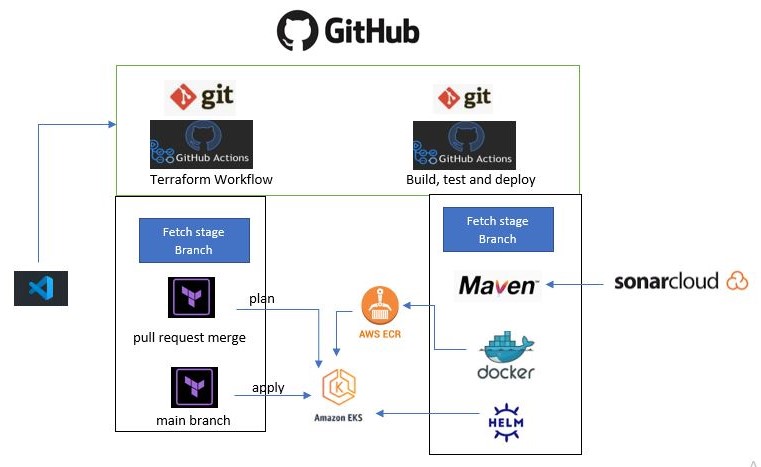 GitHub
git
GitHub Actions
Terraform Workflow
git
GitHub Actions
Build, test and deploy
Fetch stage
Branch
plan
pull request merge
apply
main branch
AWS ECR
Amazon EKS
Fetch stage
Branch
Maven™
sonarcloud
docker
HELM